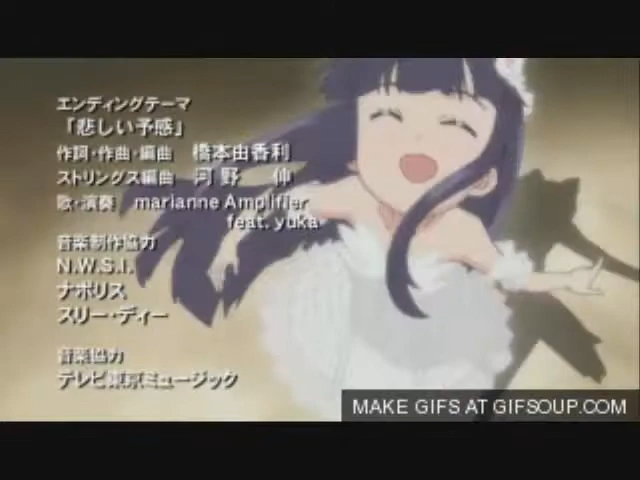 エンディングテーマ
「悲しい予感」
作詞・作曲・編曲 橋本由香利
ストリングス編曲 河野 伸
歌・演奏 marianne Amplifier
feat. yuka
音楽制作協力
N.W.S.I.
ナポリス
スリー・ディー
音楽協力
テレビ東京ミュージック
MAKE GIFS AT GIFSOUP.COM